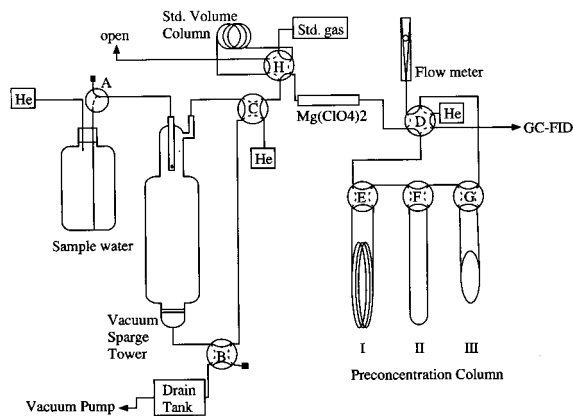 Std. Volume
Column
Std. gas
open
H
A
He
C
Mg(ClO4)2
Flow meter
He
D
GC-FID
He
Sample water
E
F
G
Vacuum
Sparge
Tower
B
I
II
III
Preconcentration Column
Drain
Tank
Vacuum Pump